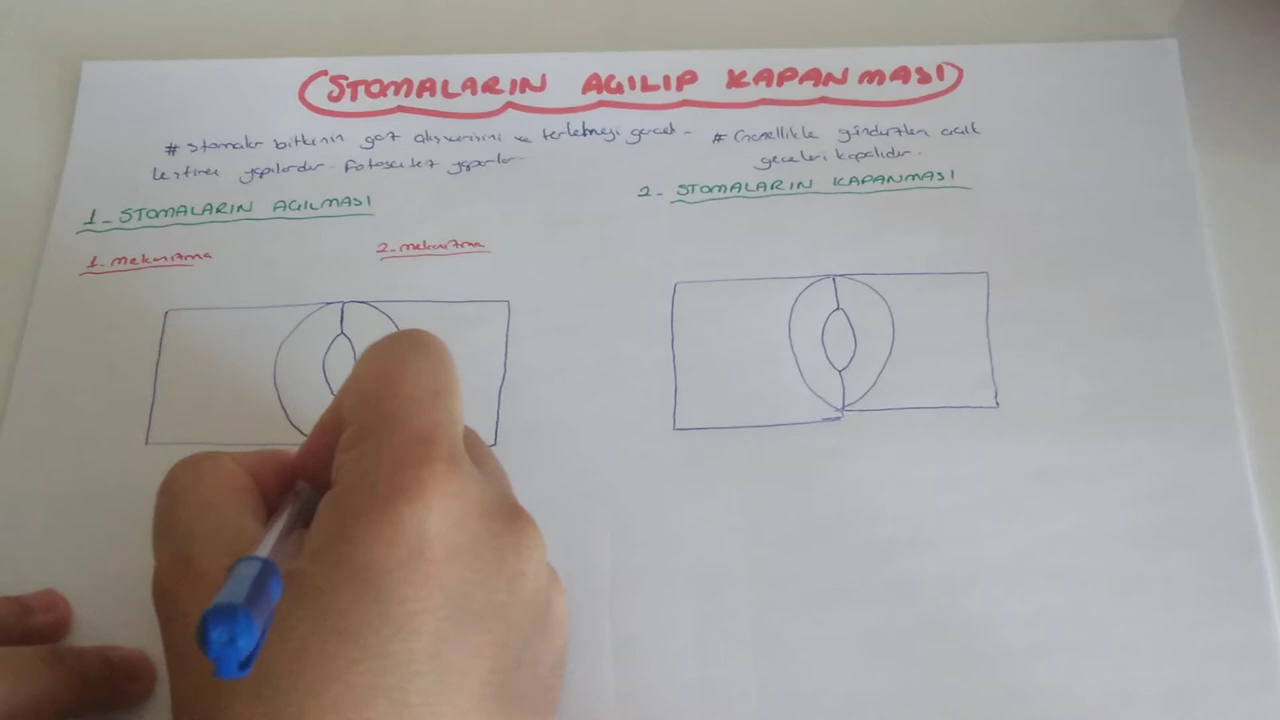 STOMALARIN AÇILIP KAPANMASI
# Stomalar bitkinin gaz alışverişini ve terlemeyi gerçek-
leştiren yapılardır. Fotosentez yaparlar
# Genellikle gündüzleri açık
geceleri kapalıdır.
1- STOMALARIN AÇILMASI
1. mekanizma
2. mekanizma
2- STOMALARIN KAPANMASI